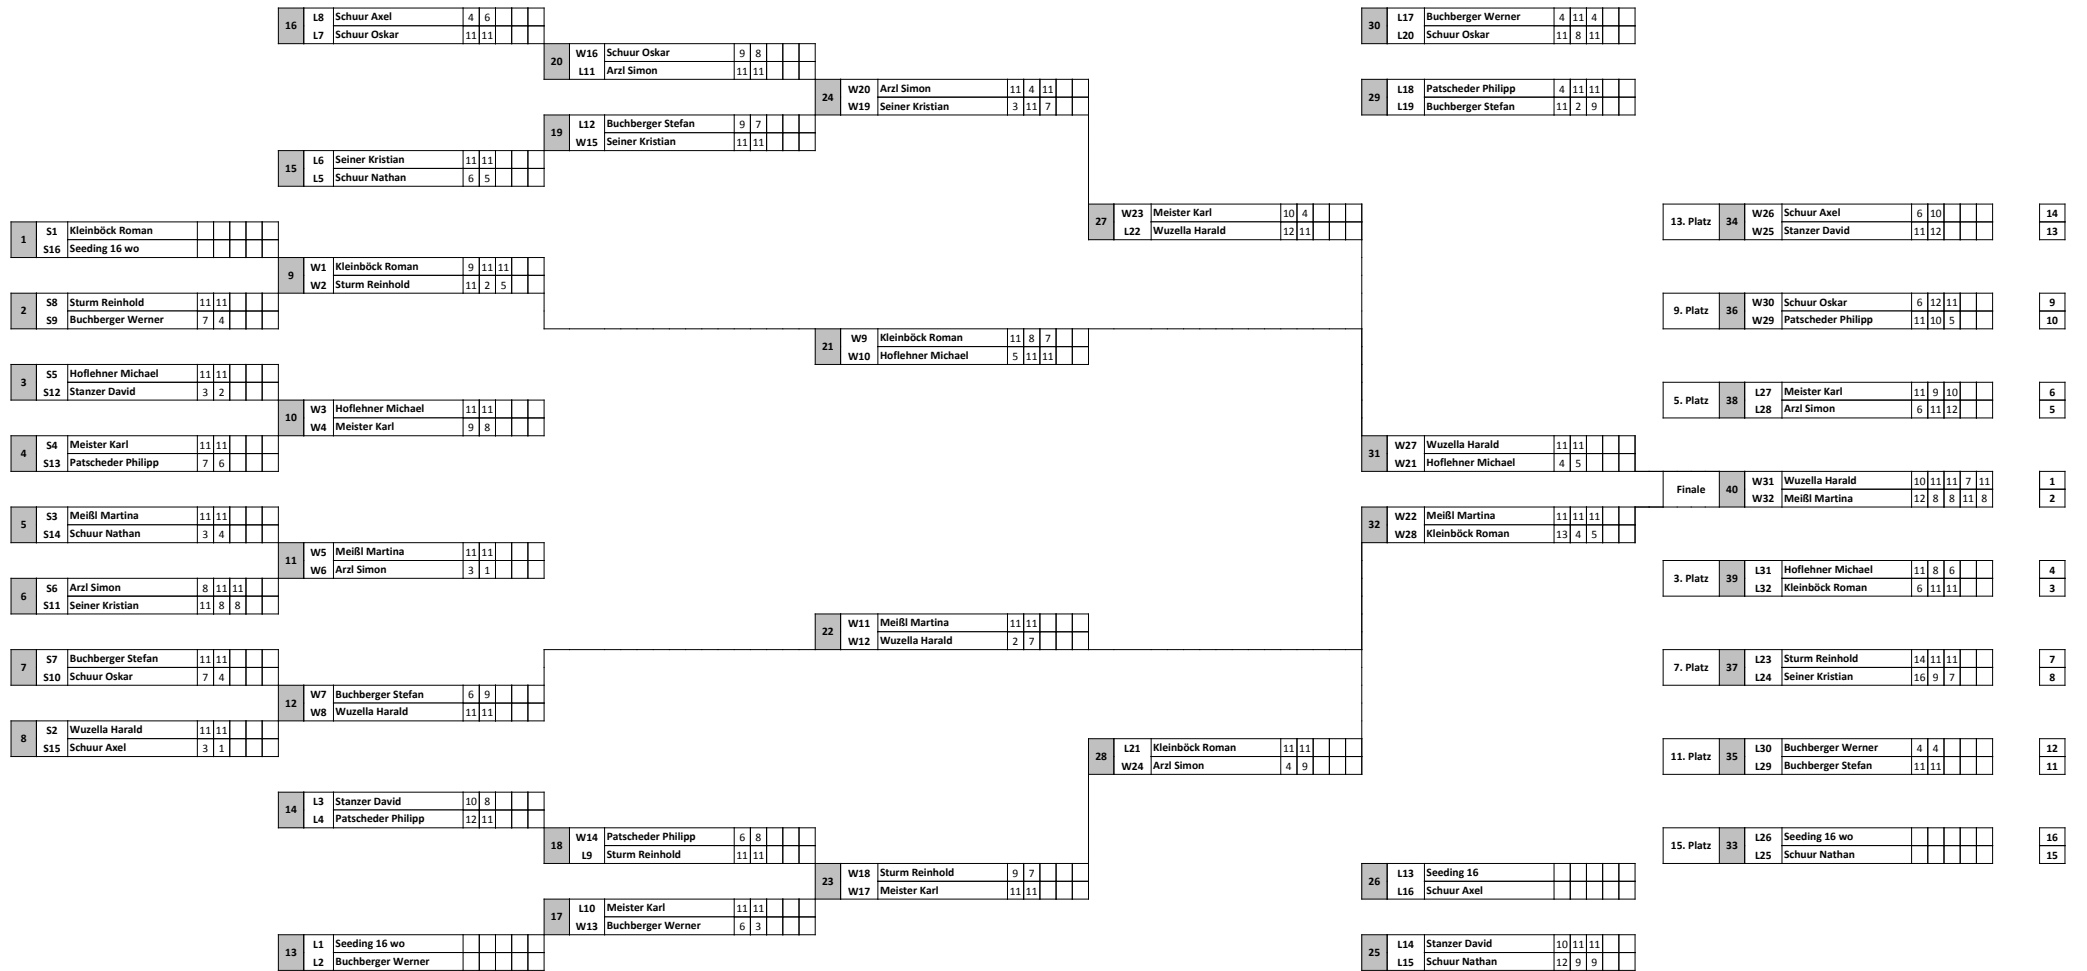 16 L8 Schuur Axel 4 6
L7 Schuur Oskar 11 11
30 L17 Buchberger Werner 4 11 4
L20 Schuur Oskar 11 8 11
20 W16 Schuur Oskar 9 8
L11 Arzl Simon 11 11
24 W20 Arzl Simon 11 4 11
W19 Seiner Kristian 3 11 7
29 L18 Patscheder Philipp 4 11 11
L19 Buchberger Stefan 11 2 9
19 L12 Buchberger Stefan 9 7
W15 Seiner Kristian 11 11
15 L6 Seiner Kristian 11 11
L5 Schuur Nathan 6 5
27 W23 Meister Karl 10 4
L22 Wuzella Harald 12 11
13. Platz 34 W26 Schuur Axel 6 10 14
W25 Stanzer David 11 12 13
1 S1 Kleinböck Roman
S16 Seeding 16 wo
9 W1 Kleinböck Roman 9 11 11
W2 Sturm Reinhold 11 2 5
2 S8 Sturm Reinhold 11 11
S9 Buchberger Werner 7 4
9. Platz 36 W30 Schuur Oskar 6 12 11 9
W29 Patscheder Philipp 11 10 5 10
21 W9 Kleinböck Roman 11 8 7
W10 Hoflehner Michael 5 11 11
3 S5 Hoflehner Michael 11 11
S12 Stanzer David 3 2
5. Platz 38 L27 Meister Karl 11 9 10 6
L28 Arzl Simon 6 11 12 5
10 W3 Hoflehner Michael 11 11
W4 Meister Karl 9 8
4 S4 Meister Karl 11 11
S13 Patscheder Philipp 7 6
31 W27 Wuzella Harald 11 11
W21 Hoflehner Michael 4 5
Finale 40 W31 Wuzella Harald 10 11 11 7 11 1
W32 Meißl Martina 12 8 8 11 8 2
5 S3 Meißl Martina 11 11
S14 Schuur Nathan 3 4
32 W22 Meißl Martina 11 11 11
W28 Kleinböck Roman 13 4 5
11 W5 Meißl Martina 11 11
W6 Arzl Simon 3 1
3. Platz 39 L31 Hoflehner Michael 11 8 6 4
L32 Kleinböck Roman 6 11 11 3
6 S6 Arzl Simon 8 11 11
S11 Seiner Kristian 11 8 8
22 W11 Meißl Martina 11 11
W12 Wuzella Harald 2 7
7 S7 Buchberger Stefan 11 11
S10 Schuur Oskar 7 4
7. Platz 37 L23 Sturm Reinhold 14 11 11 7
L24 Seiner Kristian 16 9 7 8
12 W7 Buchberger Stefan 6 9
W8 Wuzella Harald 11 11
8 S2 Wuzella Harald 11 11
S15 Schuur Axel 3 1
28 L21 Kleinböck Roman 11 11
W24 Arzl Simon 4 9
11. Platz 35 L30 Buchberger Werner 4 4 12
L29 Buchberger Stefan 11 11 11
14 L3 Stanzer David 10 8
L4 Patscheder Philipp 12 11
18 W14 Patscheder Philipp 6 8
L9 Sturm Reinhold 11 11
15. Platz 33 L26 Seeding 16 wo 16
L25 Schuur Nathan 15
23 W18 Sturm Reinhold 9 7
W17 Meister Karl 11 11
26 L13 Seeding 16
L16 Schuur Axel
17 L10 Meister Karl 11 11
W13 Buchberger Werner 6 3
13 L1 Seeding 16 wo
L2 Buchberger Werner
25 L14 Stanzer David 10 11 11
L15 Schuur Nathan 12 9 9